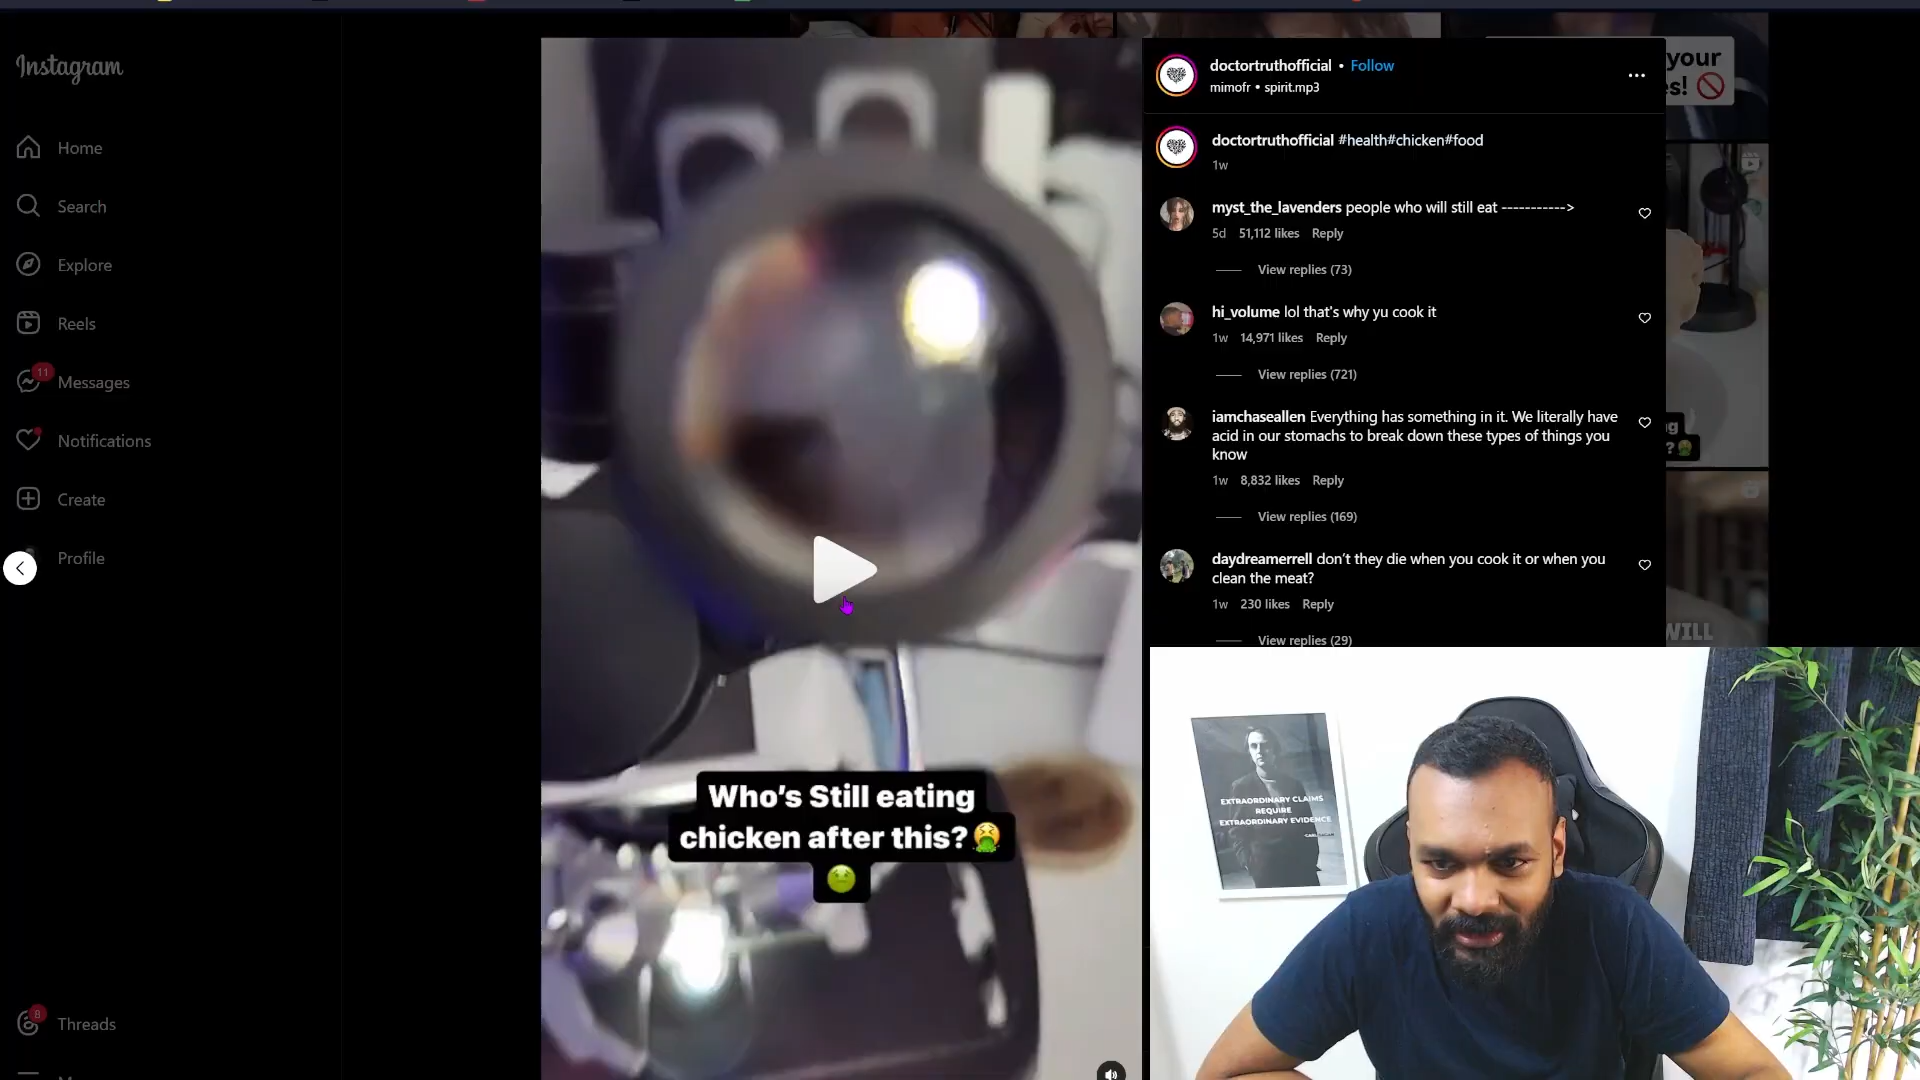 Instagram
Home
Search
Explore
Reels
11
Messages
Notifications
Create
Profile
8
Threads
Who's Still eating
chicken after this?🤮
🤢
doctortruthofficial • Follow
mimofr • spirit.mp3
doctortruthofficial #health#chicken#food
1w
myst_the_lavenders people who will still eat ----------->
5d 51,112 likes Reply
View replies (73)
hi_volume lol that's why yu cook it
1w 14,971 likes Reply
View replies (721)
iamchaseallen Everything has something in it. We literally have
acid in our stomachs to break down these types of things you
know
1w 8,832 likes Reply
View replies (169)
daydreamerrell don't they die when you cook it or when you
clean the meat?
1w 230 likes Reply
View replies (29)
your
WILL
EXTRAORDINARY CLAIMS
REQUIRE
EXTRAORDINARY EVIDENCE